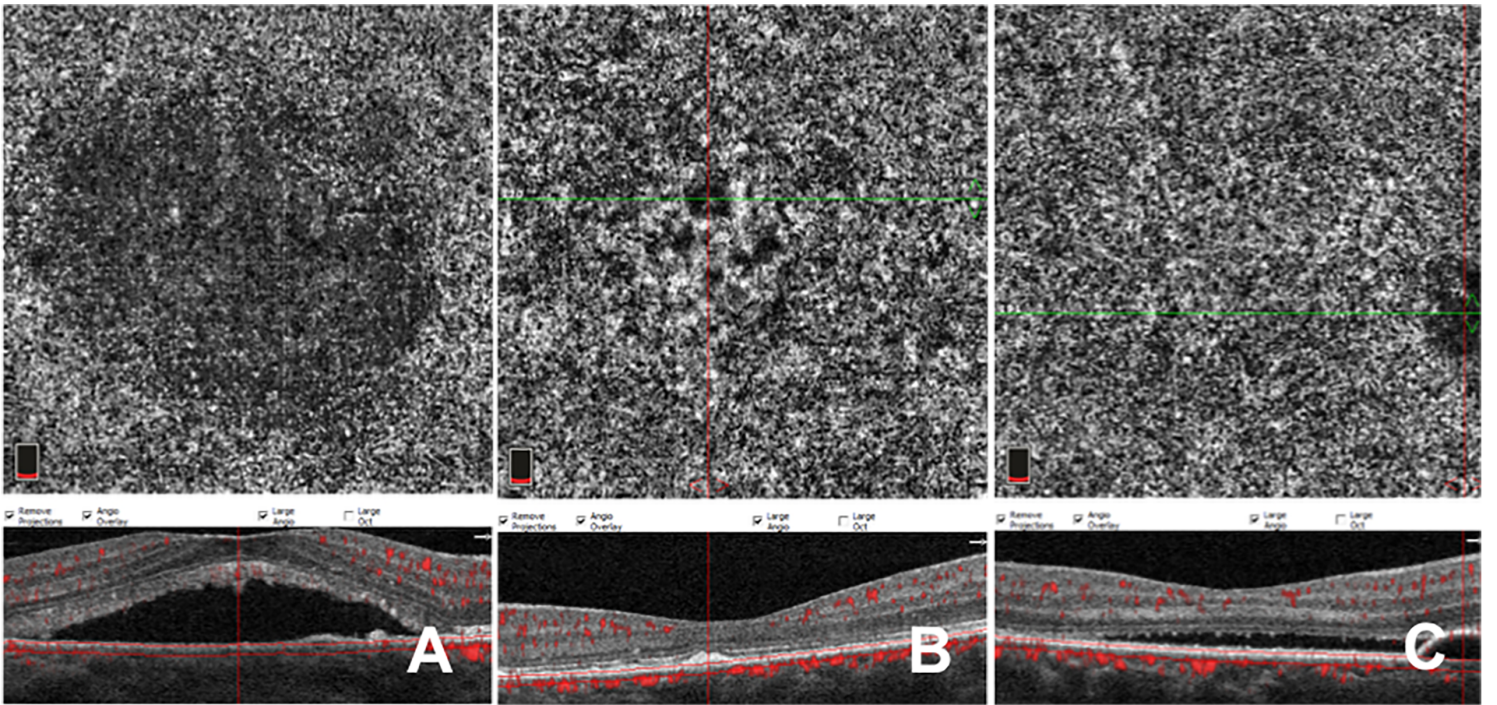 Remove Projections
Angio Overlay
Large Angio
Large Oct
A
Remove Projections
Angio Overlay
Large Angio
Large Oct
B
Remove Projections
Angio Overlay
Large Angio
Large Oct
C